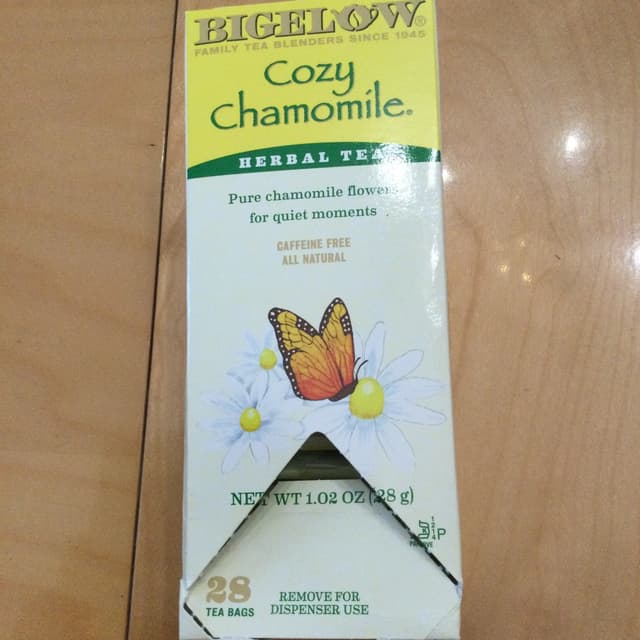 BIGELOW®
FAMILY TEA BLENDERS SINCE 1945
Cozy
Chamomile®
HERBAL TEA
Pure chamomile flowers
for quiet moments
CAFFEINE FREE
ALL NATURAL
NET WT 1.02 OZ (28 g)
28
TEA BAGS
REMOVE FOR
DISPENSER USE